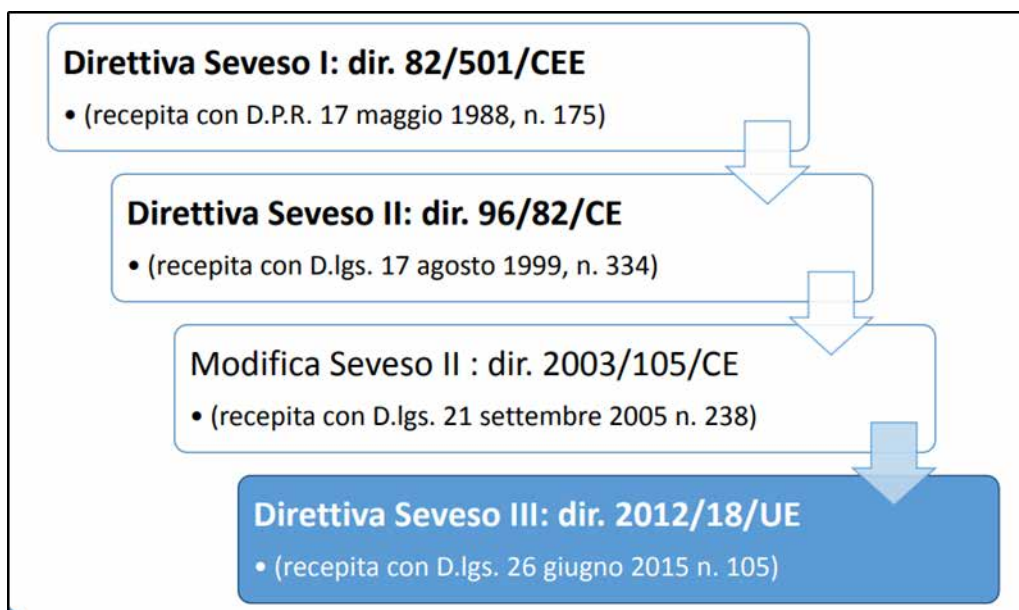 Direttiva Seveso I: dir. 82/501/CEE
• (recepita con D.P.R. 17 maggio 1988, n. 175)
Direttiva Seveso II: dir. 96/82/CE
• (recepita con D.lgs. 17 agosto 1999, n. 334)
Modifica Seveso II : dir. 2003/105/CE
• (recepita con D.lgs. 21 settembre 2005 n. 238)
Direttiva Seveso III: dir. 2012/18/UE
• (recepita con D.lgs. 26 giugno 2015 n. 105)